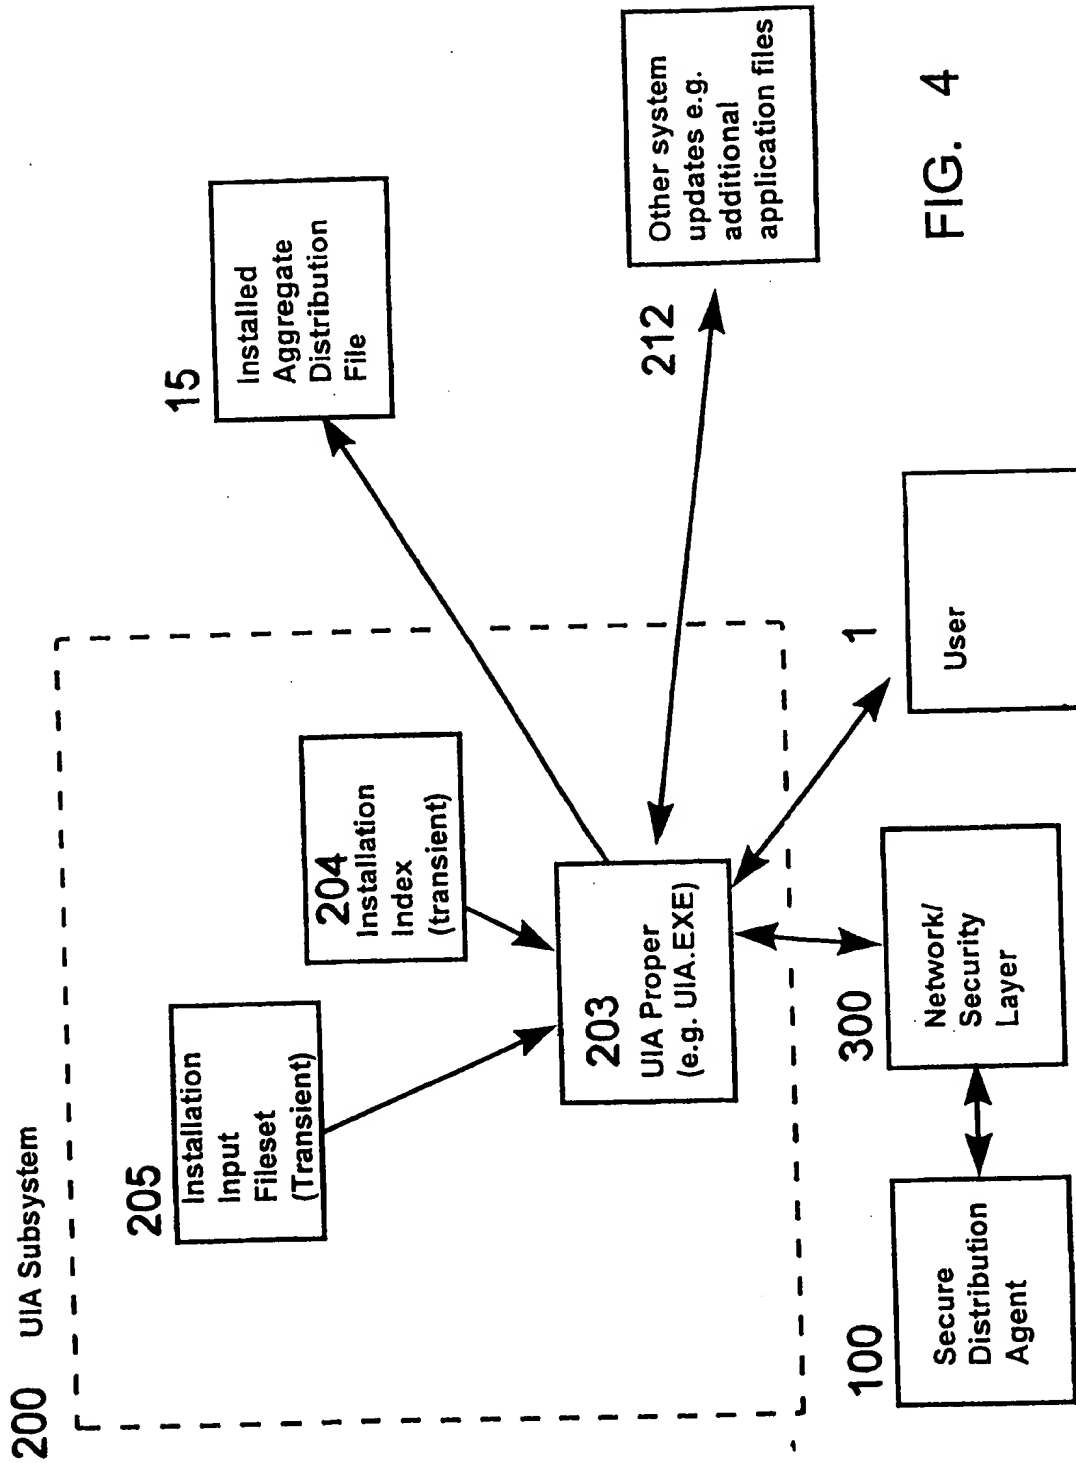 200 UIA Subsystem
205
Installation
Input
Fileset
(Transient)
204
Installation
Index
(transient)
203
UIA Proper
(e.g. UIA.EXE)
15
Installed
Aggregate
Distribution
File
212
Other system
updates e.g.
additional
application files
100
Secure
Distribution
Agent
300
Network/
Security
Layer
1
User
FIG. 4